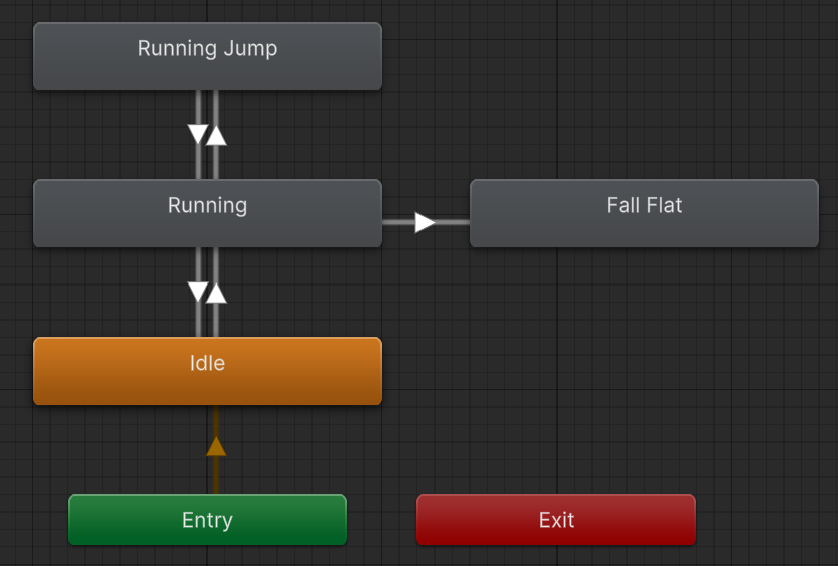 Running Jump
Running
Fall Flat
Idle
Entry
Exit